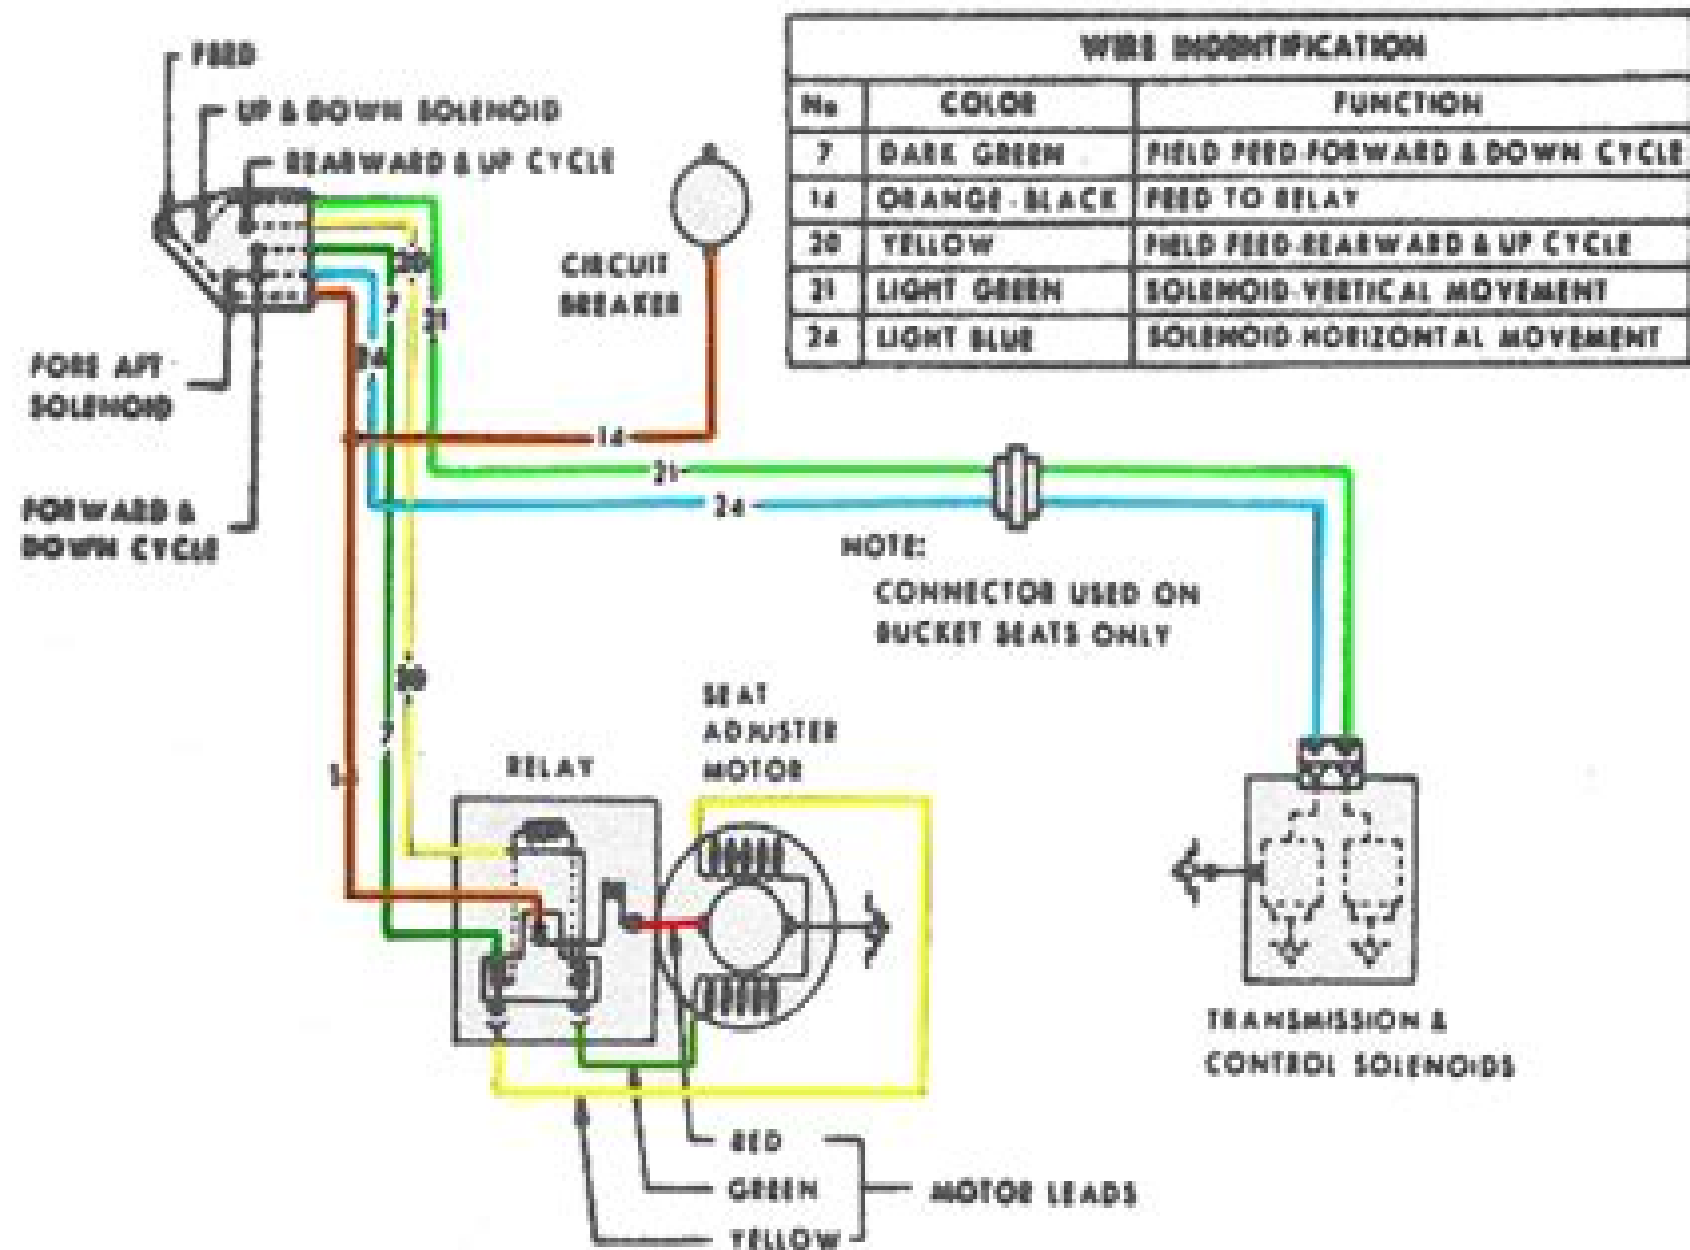 WIRE INDENTIFICATION
No COLOR FUNCTION
7 DARK GREEN FIELD FEED-FORWARD & DOWN CYCLE
14 ORANGE-BLACK FEED TO RELAY
20 YELLOW FIELD FEED-REARWARD & UP CYCLE
21 LIGHT GREEN SOLENOID-VERTICAL MOVEMENT
24 LIGHT BLUE SOLENOID-HORIZONTAL MOVEMENT
FEED
UP & DOWN SOLENOID
REARWARD & UP CYCLE
CIRCUIT
BREAKER
20
7
21
24
FORE AFT
SOLENOID
14
21
24
FORWARD &
DOWN CYCLE
NOTE:
CONNECTOR USED ON
BUCKET SEATS ONLY
20
7
SEAT
ADJUSTER
MOTOR
RELAY
TRANSMISSION &
CONTROL SOLENOIDS
RED
GREEN
YELLOW
MOTOR LEADS